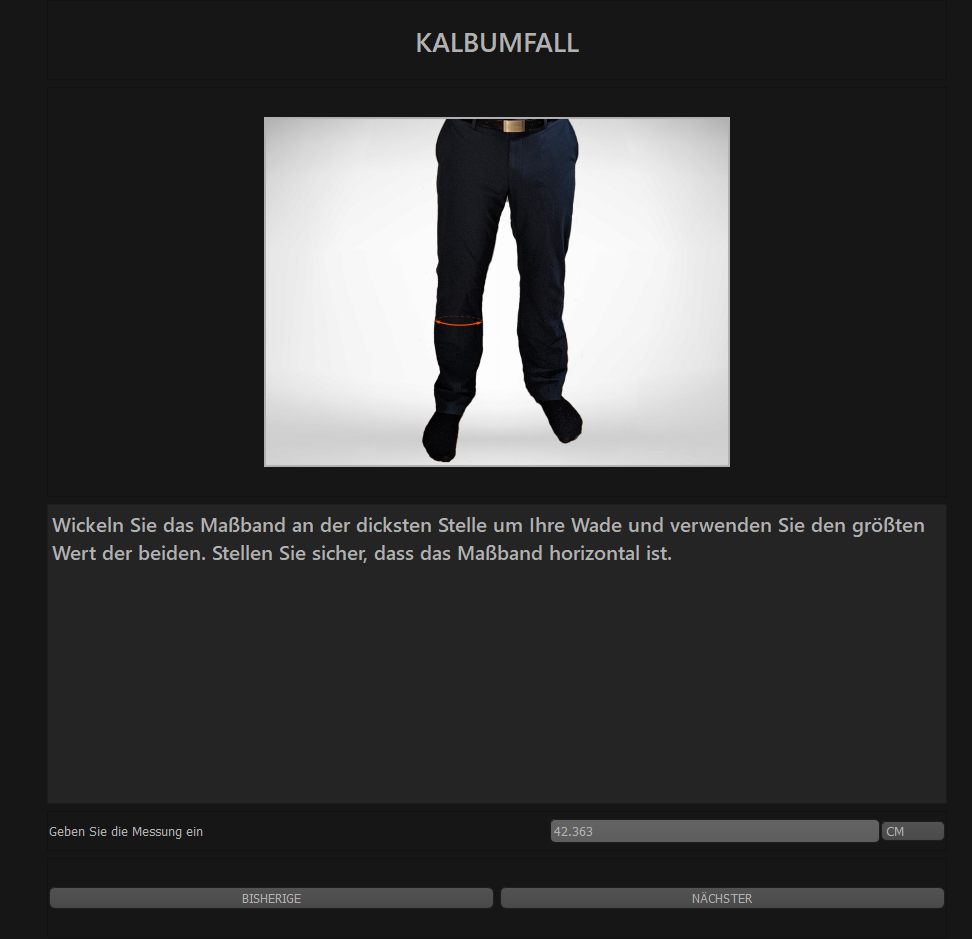 KALBUMFALL
Wickeln Sie das Maßband an der dicksten Stelle um Ihre Wade und verwenden Sie den größten
Wert der beiden. Stellen Sie sicher, dass das Maßband horizontal ist.
Geben Sie die Messung ein
42.363
CM
BISHERIGE
NÄCHSTER